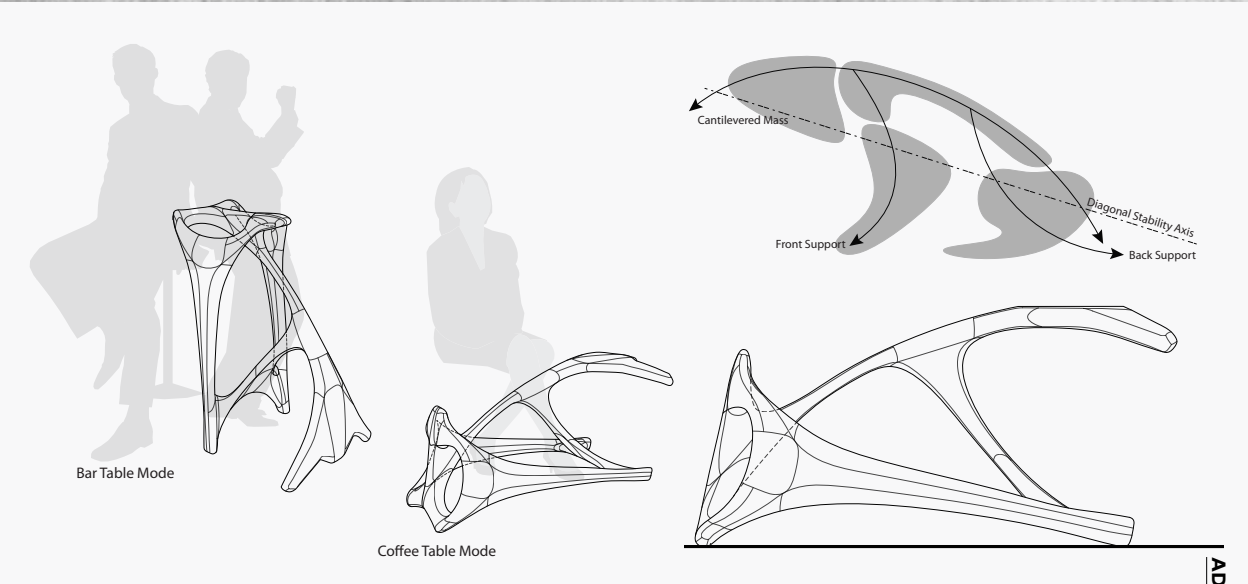 Cantilevered Mass
Diagonal Stability Axis
Front Support
Back Support
Bar Table Mode
Coffee Table Mode
AD